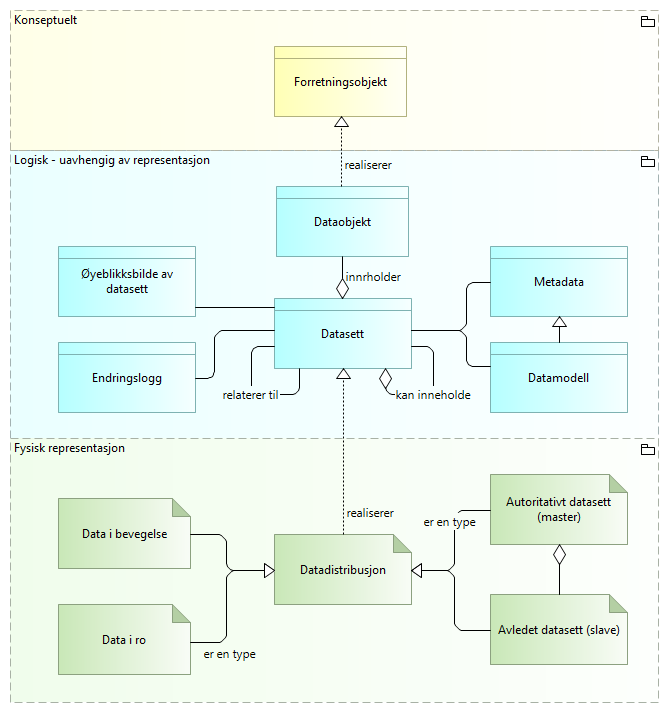 Konseptuelt
Forretningsobjekt
Logisk - uavhengig av representasjon
realiserer
Dataobjekt
Øyeblikksbilde av
datasett
innrholder
Metadata
Datasett
Endringslogg
Datamodell
relaterer til
kan inneholde
Fysisk representasjon
Autoritativt datasett
(master)
realiserer
er en type
Data i bevegelse
Datadistribusjon
Data i ro
Avledet datasett (slave)
er en type